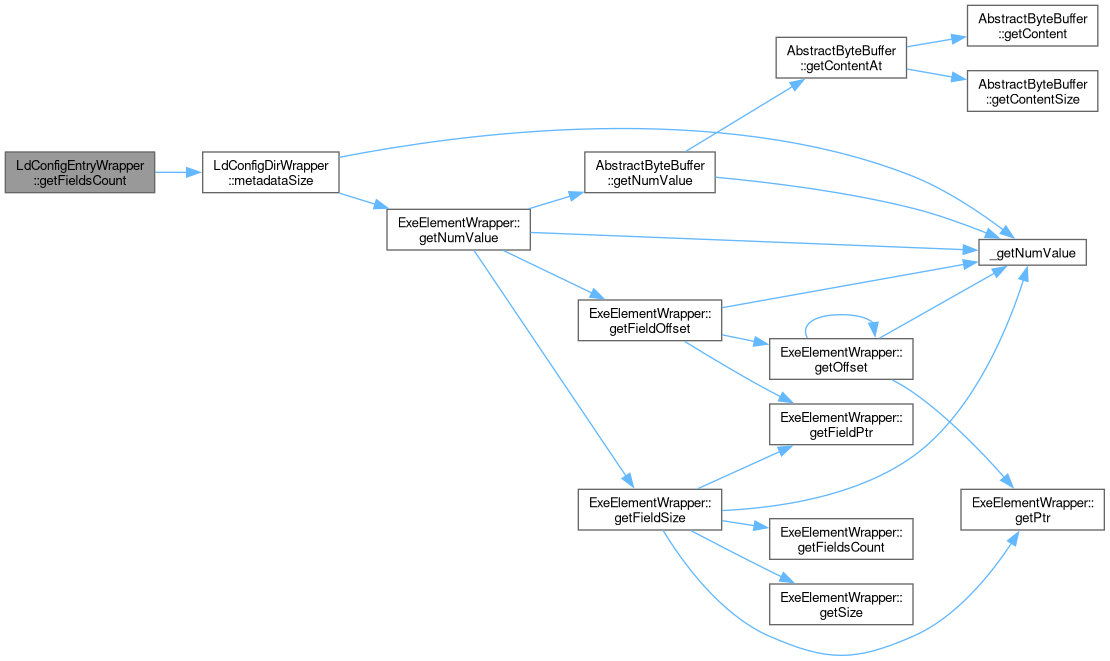 LdConfigEntryWrapper
::getFieldsCount
LdConfigDirWrapper
::metadataSize
ExeElementWrapper::
getNumValue
AbstractByteBuffer
::getNumValue
AbstractByteBuffer
::getContentAt
AbstractByteBuffer
::getContent
AbstractByteBuffer
::getContentSize
_getNumValue
ExeElementWrapper::
getFieldOffset
ExeElementWrapper::
getOffset
ExeElementWrapper::
getFieldPtr
ExeElementWrapper::
getFieldSize
ExeElementWrapper::
getPtr
ExeElementWrapper::
getFieldsCount
ExeElementWrapper::
getSize